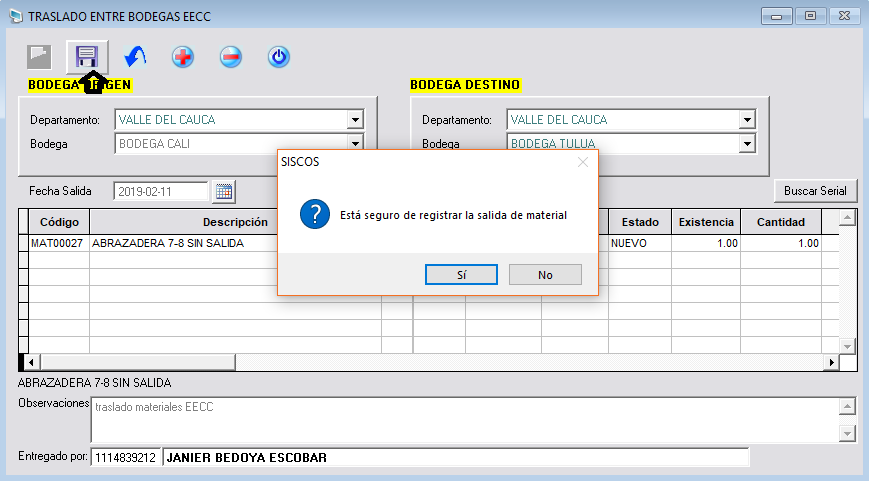 TRASLADO ENTRE BODEGAS EECC
BODEGA ORIGEN
BODEGA DESTINO
Departamento: VALLE DEL CAUCA
Departamento: VALLE DEL CAUCA
Bodega BODEGA CALI
Bodega BODEGA TULUA
SISCOS
Está seguro de registrar la salida de material
Sí No
Fecha Salida 2019-02-11
Buscar Serial
Código Descripción Estado Existencia Cantidad
MAT00027 ABRAZADERA 7-8 SIN SALIDA NUEVO 1.00 1.00
ABRAZADERA 7-8 SIN SALIDA
Observaciones traslado materiales EECC
Entregado por: 1114839212 JANIER BEDOYA ESCOBAR